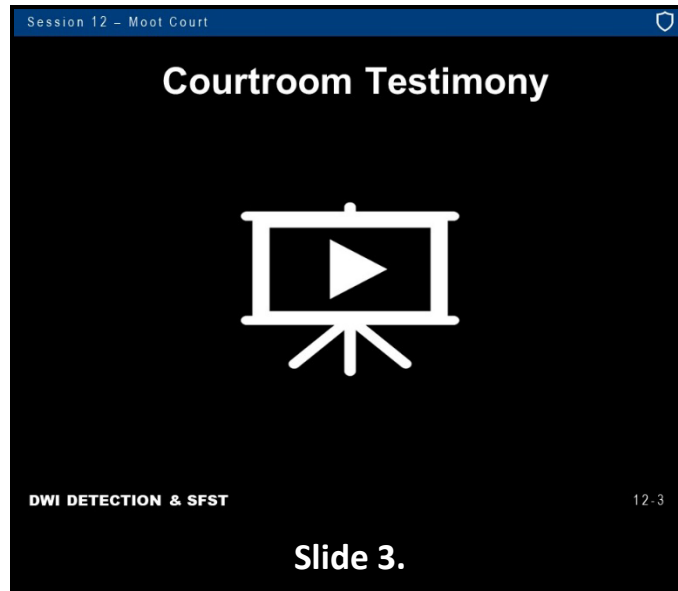 Session 12 – Moot Court
Courtroom Testimony
DWI DETECTION & SFST
12-3
Slide 3.